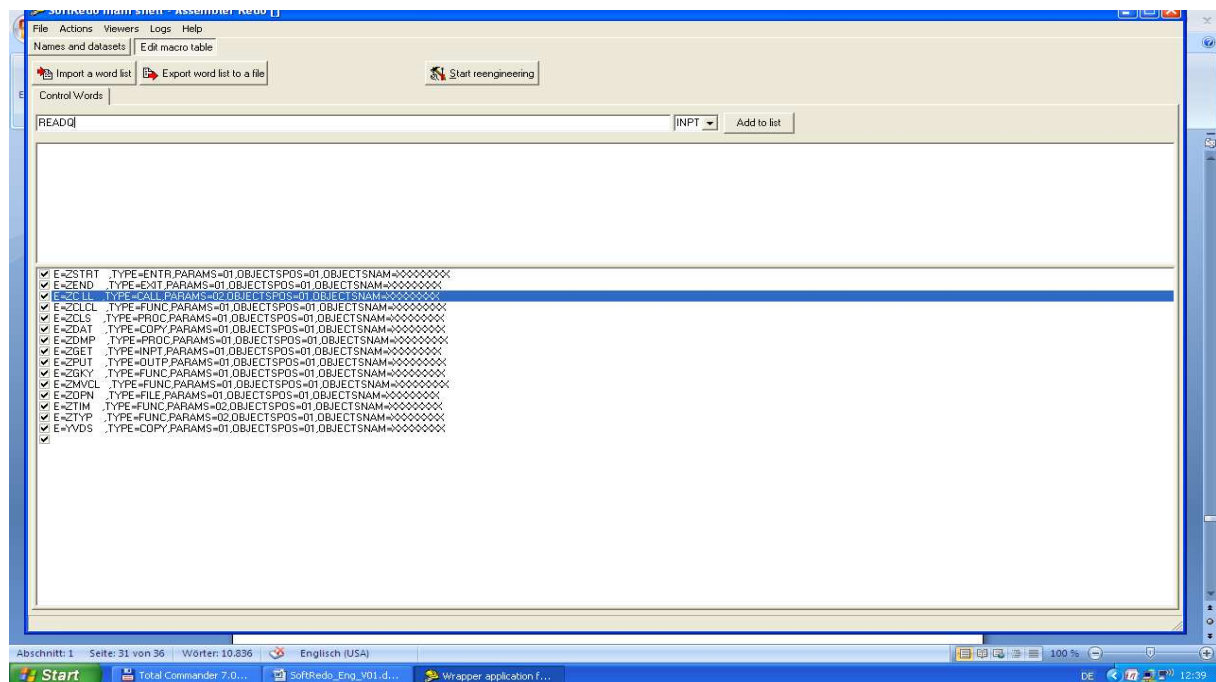 SoftRedo main shell - Assembler Redo []
File Actions Viewers Logs Help
Names and datasets Edit macro table
Import a word list Export word list to a file Start reengineering
Control Words
READQ INPT Add to list
E=ZSTRT ,TYPE=ENTR,PARAMS=01,OBJECTSPOS=01,OBJECTSNAM=XXXXXXXX
E=ZEND ,TYPE=EXIT,PARAMS=01,OBJECTSPOS=01,OBJECTSNAM=XXXXXXXX
,TYPE=CALL,PARAMS=02,OBJECTSPOS=01,OBJECTSNAM=XXXXXXXX
E=ZCLCL ,TYPE=FUNC,PARAMS=01,OBJECTSPOS=01,OBJECTSNAM=XXXXXXXX
E=ZCLS ,TYPE=PROC,PARAMS=01,OBJECTSPOS=01,OBJECTSNAM=XXXXXXXX
E=ZDAT ,TYPE=COPY,PARAMS=01,OBJECTSPOS=01,OBJECTSNAM=XXXXXXXX
E=ZDMP ,TYPE=PROC,PARAMS=01,OBJECTSPOS=01,OBJECTSNAM=XXXXXXXX
E=ZGET ,TYPE=INPT,PARAMS=01,OBJECTSPOS=01,OBJECTSNAM=XXXXXXXX
E=ZPUT ,TYPE=OUTP,PARAMS=01,OBJECTSPOS=01,OBJECTSNAM=XXXXXXXX
E=ZGKY ,TYPE=FUNC,PARAMS=01,OBJECTSPOS=01,OBJECTSNAM=XXXXXXXX
E=ZMVCL ,TYPE=FUNC,PARAMS=01,OBJECTSPOS=01,OBJECTSNAM=XXXXXXXX
E=ZOPN ,TYPE=FILE,PARAMS=01,OBJECTSPOS=01,OBJECTSNAM=XXXXXXXX
E=ZTIM ,TYPE=FUNC,PARAMS=02,OBJECTSPOS=01,OBJECTSNAM=XXXXXXXX
E=ZTYP ,TYPE=FUNC,PARAMS=02,OBJECTSPOS=01,OBJECTSNAM=XXXXXXXX
E=YVDS ,TYPE=COPY,PARAMS=01,OBJECTSPOS=01,OBJECTSNAM=XXXXXXXX
Abschnitt: 1 Seite: 31 von 36 Wörter: 10.836 Englisch (USA) 100 %
Start Total Commander 7.0... SoftRedo_Eng_V01.d... Wrapper application f... DE 12:39